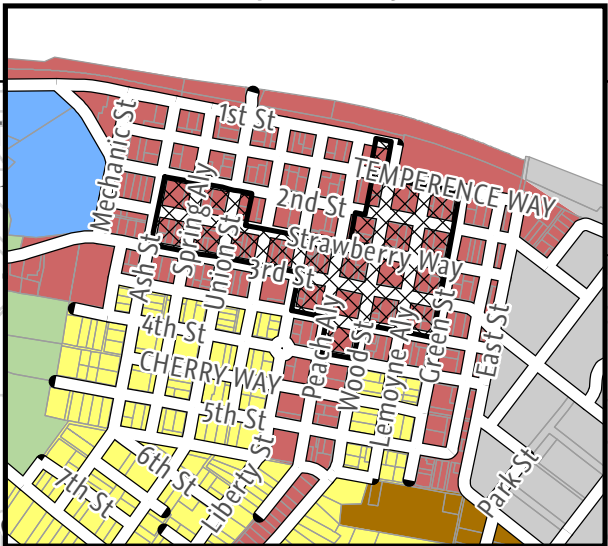 1st St
Mechanic St
TEMPERENCE WAY
Spring Aly
2nd St
Union St
Strawberry Way
Ash St
3rd St
4th St
Peach Aly
Wood St
Lemoyne Aly
Green St
East St
CHERRY WAY
5th St
6th St
7th St
Liberty St
Park St